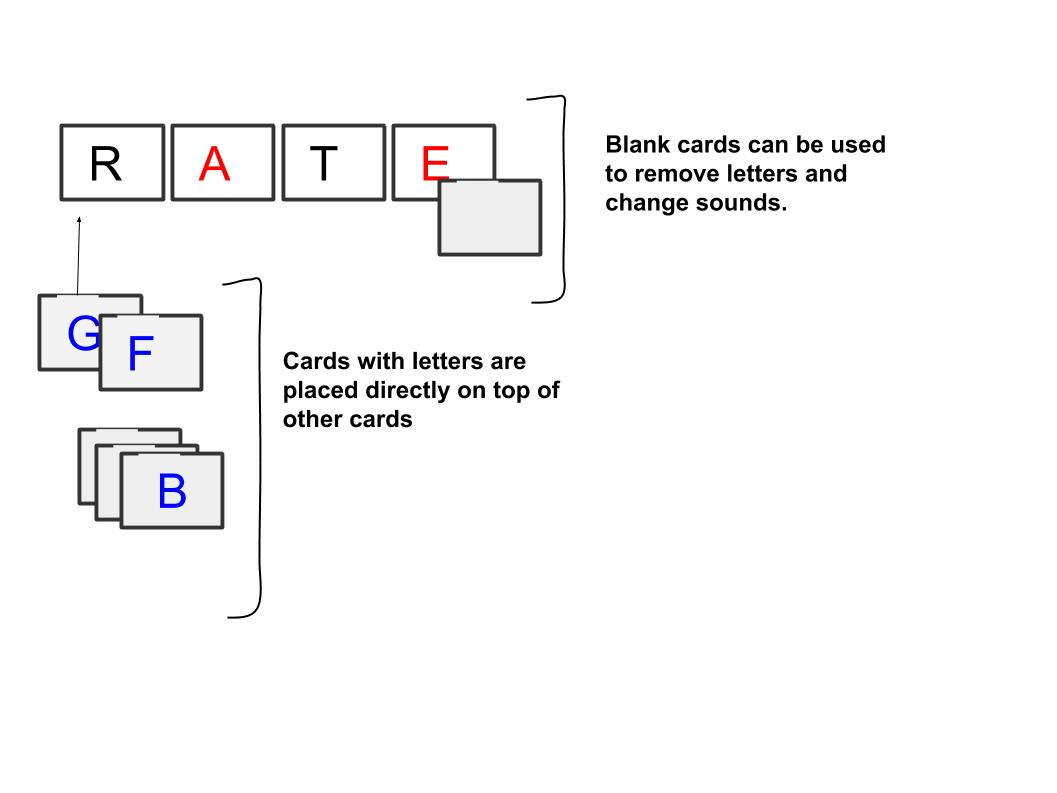 R A T E
Blank cards can be used
to remove letters and
change sounds.
G
F
Cards with letters are
placed directly on top of
other cards
B